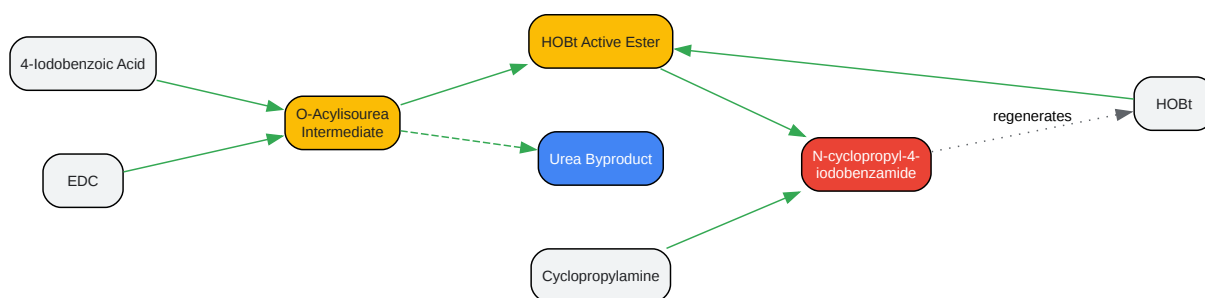 4-Iodobenzoic Acid
EDC
O-Acylisourea
Intermediate
HOBt Active Ester
Urea Byproduct
Cyclopropylamine
N-cyclopropyl-4-
iodobenzamide
regenerates
HOBt